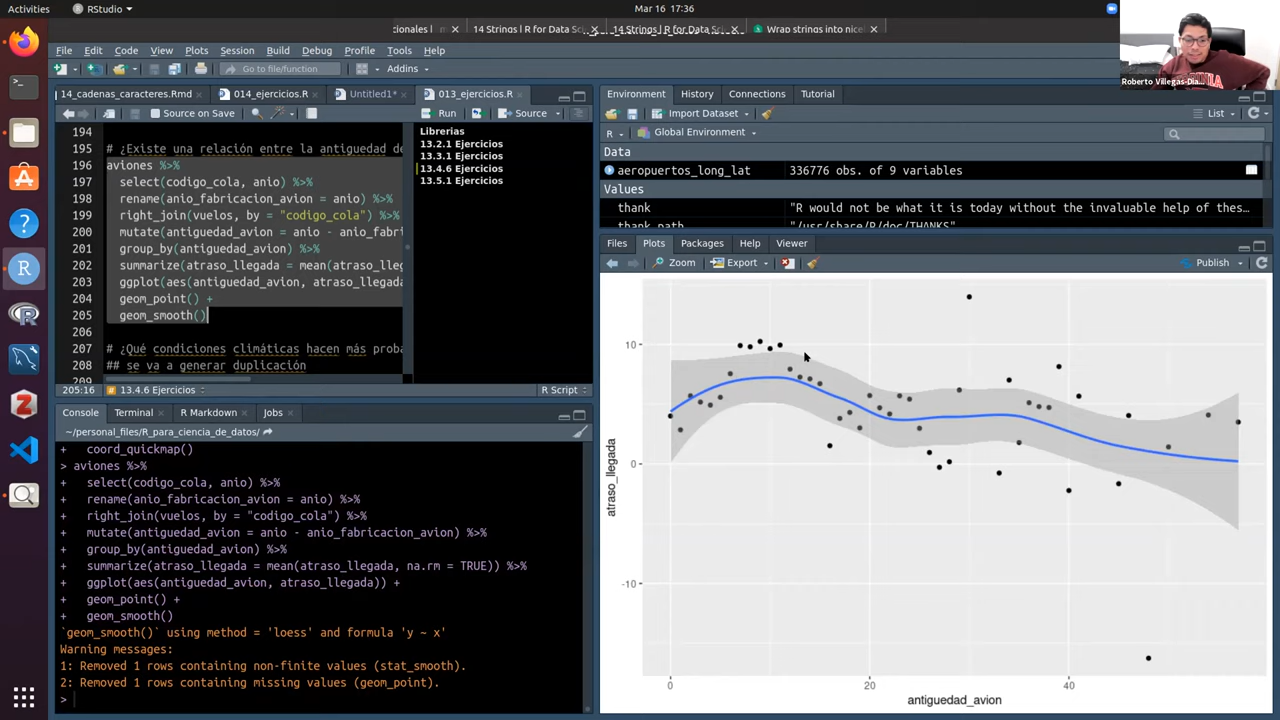 Activities
RStudio
Mar 16 17:36
cionales |
14 Strings | R for Data Sci
14 Strings | R for Data Sci
Wrap strings into nicel
Roberto Villegas-Dia...
File Edit Code View Plots Session Build Debug Profile Tools Help
Go to file/function
Addins
14_cadenas_caracteres.Rmd
014_ejercicios.R
Untitled1*
013_ejercicios.R
Source on Save
Run
Source
194
195 # ¿Existe una relación entre la antiguedad de
196 aviones %>%
197 select(codigo_cola, anio) %>%
198 rename(anio_fabricacion_avion = anio) %>%
199 right_join(vuelos, by = "codigo_cola") %>%
200 mutate(antiguedad_avion = anio - anio_fabri
201 group_by(antiguedad_avion) %>%
202 summarize(atraso_llegada = mean(atraso_lleg
203 ggplot(aes(antiguedad_avion, atraso_llegada
204 geom_point() +
205 geom_smooth()
206
207 # ¿Qué condiciones climáticas hacen más proba
208 ## se va a generar duplicación
209
Librerias
13.2.1 Ejercicios
13.3.1 Ejercicios
13.4.6 Ejercicios
13.5.1 Ejercicios
205:16
13.4.6 Ejercicios
R Script
Console Terminal R Markdown Jobs
~/personal_files/R_para_ciencia_de_datos/
+ coord_quickmap()
> aviones %>%
+ select(codigo_cola, anio) %>%
+ rename(anio_fabricacion_avion = anio) %>%
+ right_join(vuelos, by = "codigo_cola") %>%
+ mutate(antiguedad_avion = anio - anio_fabricacion_avion) %>%
+ group_by(antiguedad_avion) %>%
+ summarize(atraso_llegada = mean(atraso_llegada, na.rm = TRUE)) %>%
+ ggplot(aes(antiguedad_avion, atraso_llegada)) +
+ geom_point() +
+ geom_smooth()
`geom_smooth()` using method = 'loess' and formula 'y ~ x'
Warning messages:
1: Removed 1 rows containing non-finite values (stat_smooth).
2: Removed 1 rows containing missing values (geom_point).
>
Environment History Connections Tutorial
Import Dataset
List
R
Global Environment
Data
aeropuertos_long_lat 336776 obs. of 9 variables
Values
thank "R would not be what it is today without the invaluable help of thes…
thank_path "/usr/share/R/doc/THANKS"
Files Plots Packages Help Viewer
Zoom
Export
Publish
10
0
-10
atraso_llegada
0 20 40
antiguedad_avion